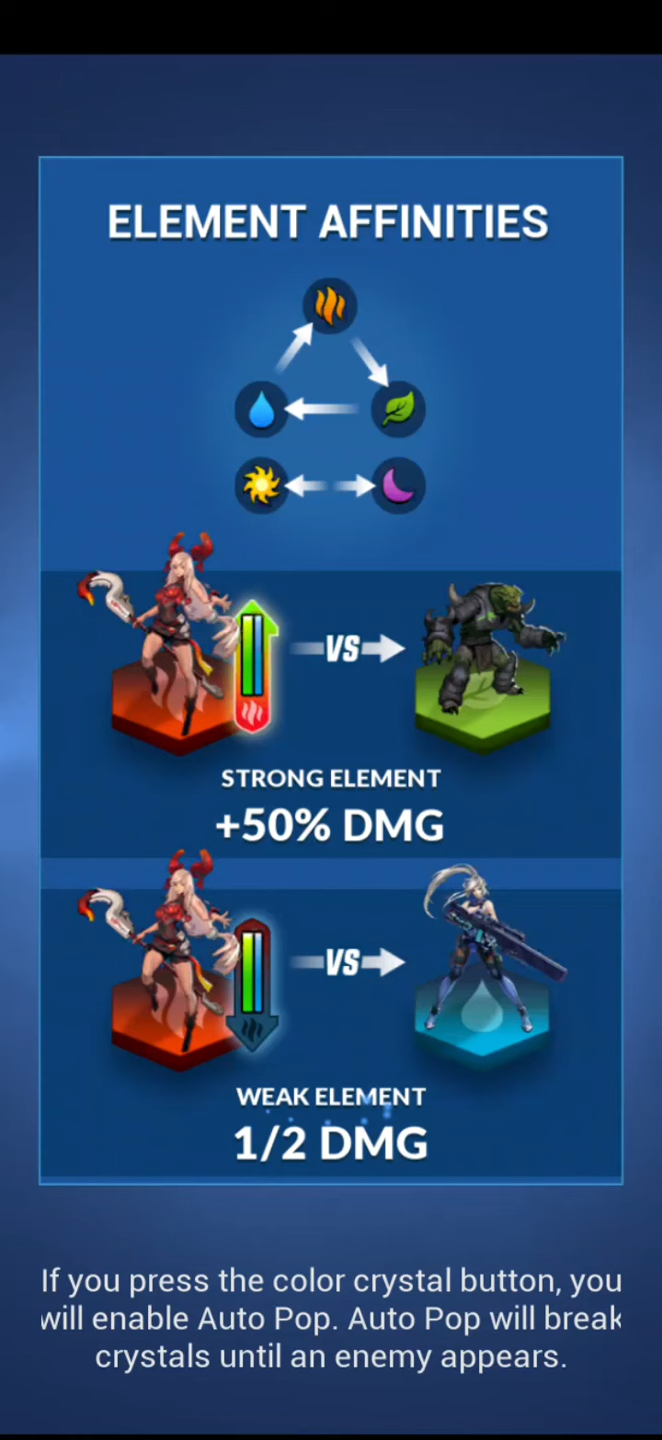 ELEMENT AFFINITIES
VS
STRONG ELEMENT
+50% DMG
VS
WEAK ELEMENT
1/2 DMG
If you press the color crystal button, you
will enable Auto Pop. Auto Pop will break
crystals until an enemy appears.